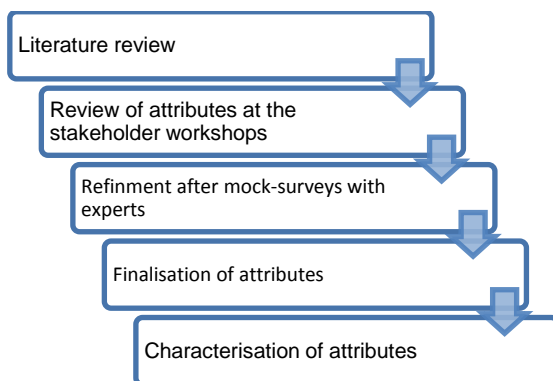 Literature review
Review of attributes at the
stakeholder workshops
Refinment after mock-surveys with
experts
Finalisation of attributes
Characterisation of attributes